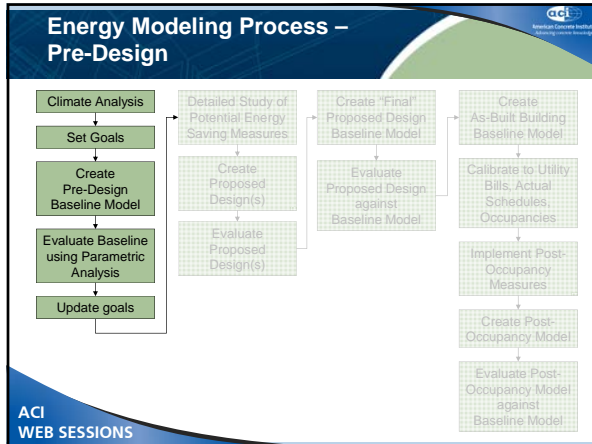 Energy Modeling Process –
Pre-Design
aci
American Concrete Institute
Advancing concrete knowledge
Climate Analysis
Set Goals
Create
Pre-Design
Baseline Model
Evaluate Baseline
using Parametric
Analysis
Update goals
Detailed Study of
Potential Energy
Saving Measures
Create
Proposed
Design(s)
Evaluate
Proposed
Design(s)
Create “Final”
Proposed Design
Baseline Model
Evaluate
Proposed Design
against
Baseline Model
Create
As-Built Building
Baseline Model
Calibrate to Utility
Bills, Actual
Schedules,
Occupancies
Implement Post-
Occupancy
Measures
Create Post-
Occupancy Model
Evaluate Post-
Occupancy Model
against
Baseline Model
ACI
WEB SESSIONS